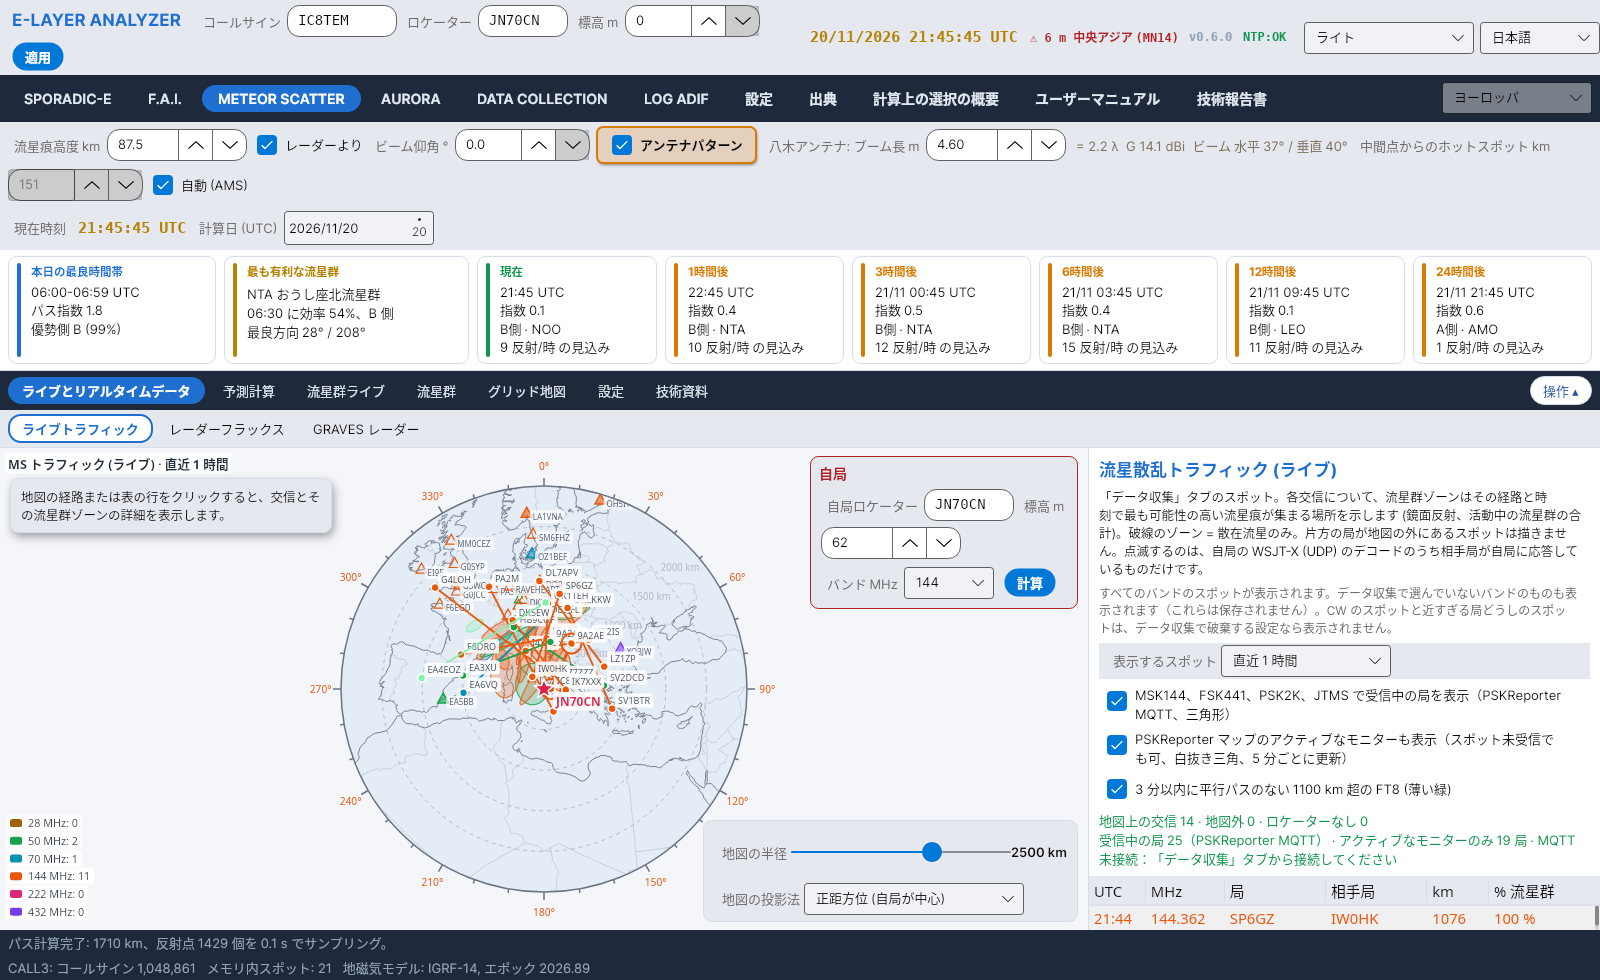 E-LAYER ANALYZER コールサイン IC8TEM ロケーター JN70CN 標高 m 0
適用
20/11/2026 21:45:45 UTC ⚠ 6 m 中央アジア (MN14) v0.6.0 NTP:OK ライト 日本語
SPORADIC-E F.A.I. METEOR SCATTER AURORA DATA COLLECTION LOG ADIF 設定 出典 計算上の選択の概要 ユーザーマニュアル 技術報告書 ヨーロッパ
流星痕高度 km 87.5 レーダーより ビーム仰角 ° 0.0 アンテナパターン 八木アンテナ: ブーム長 m 4.60 = 2.2 λ G 14.1 dBi ビーム 水平 37° / 垂直 40° 中間点からのホットスポット km
151 自動 (AMS)
現在時刻 21:45:45 UTC 計算日 (UTC) 2026/11/20 20
本日の最良時間帯
06:00-06:59 UTC
パス指数 1.8
優勢側 B (99%)
最も有利な流星群
NTA おうし座北流星群
06:30 に効率 54%、B 側
最良方向 28° / 208°
現在
21:45 UTC
指数 0.1
B側 · NOO
9 反射/時 の見込み
1時間後
22:45 UTC
指数 0.4
B側 · NTA
10 反射/時 の見込み
3時間後
21/11 00:45 UTC
指数 0.5
B側 · NTA
12 反射/時 の見込み
6時間後
21/11 03:45 UTC
指数 0.4
B側 · NTA
15 反射/時 の見込み
12時間後
21/11 09:45 UTC
指数 0.1
B側 · LEO
11 反射/時 の見込み
24時間後
21/11 21:45 UTC
指数 0.6
A側 · AMO
1 反射/時 の見込み
ライブとリアルタイムデータ 予測計算 流星群ライブ 流星群 グリッド地図 設定 技術資料 操作 ▴
ライブトラフィック レーダーフラックス GRAVES レーダー
MS トラフィック (ライブ) · 直近 1 時間
地図の経路または表の行をクリックすると、交信とそ
の流星群ゾーンの詳細を表示します。
0°
30°
60°
90°
120°
150°
180°
210°
240°
270°
300°
330°
2000 km
1500 km
LA1VNA
SM6FHZ
OZ1BEF
MM0CEZ
G0SYP
G4LOH
G0JCC
F6EGD
PA2M
DL7APV
SP6GZ
DK5EW
9A2AE
LZ1ZP
SV2DCD
SV1BTR
F6DRO
EA4EOZ
EA3XU
EA6VQ
EA5BB
IW0HK
IK7XXX
JN70CN
自局
自局ロケーター JN70CN 標高 m
62
バンド MHz 144 計算
28 MHz: 0
50 MHz: 2
70 MHz: 1
144 MHz: 11
222 MHz: 0
432 MHz: 0
地図の半径 2500 km
地図の投影法 正距方位 (自局が中心)
流星散乱トラフィック (ライブ)
「データ収集」タブのスポット。各交信について、流星群ゾーンはその経路と時
刻で最も可能性の高い流星痕が集まる場所を示します (鏡面反射、活動中の流星群の合
計)。破線のゾーン = 散在流星のみ。片方の局が地図の外にあるスポットは描きませ
ん。点滅するのは、自局の WSJT-X (UDP) のデコードのうち相手局が自局に応答して
いるものだけです。
すべてのバンドのスポットが表示されます。データ収集で選んでいないバンドのものも表
示されます（これらは保存されません）。CW のスポットと近すぎる局どうしのスポッ
トは、データ収集で破棄する設定なら表示されません。
表示するスポット 直近 1 時間
MSK144、FSK441、PSK2K、JTMS で受信中の局を表示（PSKReporter
MQTT、三角形）
PSKReporter マップのアクティブなモニターも表示（スポット未受信で
も可、白抜き三角、5 分ごとに更新）
3 分以内に平行パスのない 1100 km 超の FT8 (薄い緑)
地図上の交信 14 · 地図外 0 · ロケーターなし 0
受信中の局 25（PSKReporter MQTT） · アクティブなモニターのみ 19 局 · MQTT
未接続：「データ収集」タブから接続してください
UTC MHz 局 相手局 km % 流星群
21:44 144.362 SP6GZ IW0HK 1076 100 %
パス計算完了: 1710 km、反射点 1429 個を 0.1 s でサンプリング。
CALL3: コールサイン 1,048,861 メモリ内スポット: 21 地磁気モデル: IGRF-14, エポック 2026.89